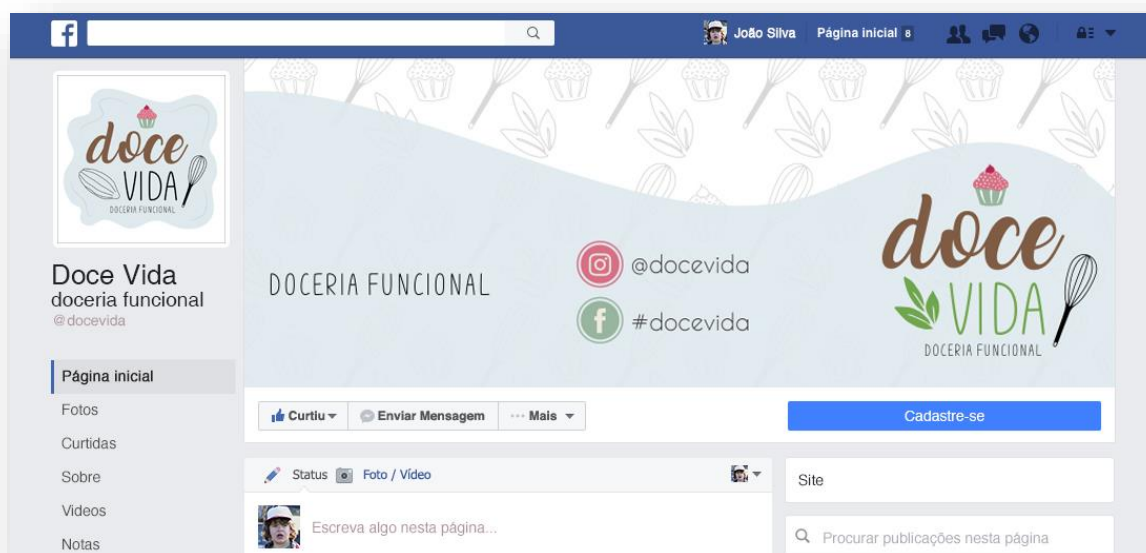 f
João Silva Página inicial 8
doce
VIDA
DOCERIA FUNCIONAL
Doce Vida
doceria funcional
@docevida
Página inicial
Fotos
Curtidas
Sobre
Videos
Notas
DOCERIA FUNCIONAL
@docevida
f #docevida
doce
VIDA
DOCERIA FUNCIONAL
Curtiu Enviar Mensagem ··· Mais
Cadastre-se
Status Foto / Vídeo
Escreva algo nesta página...
Site
Procurar publicações nesta página